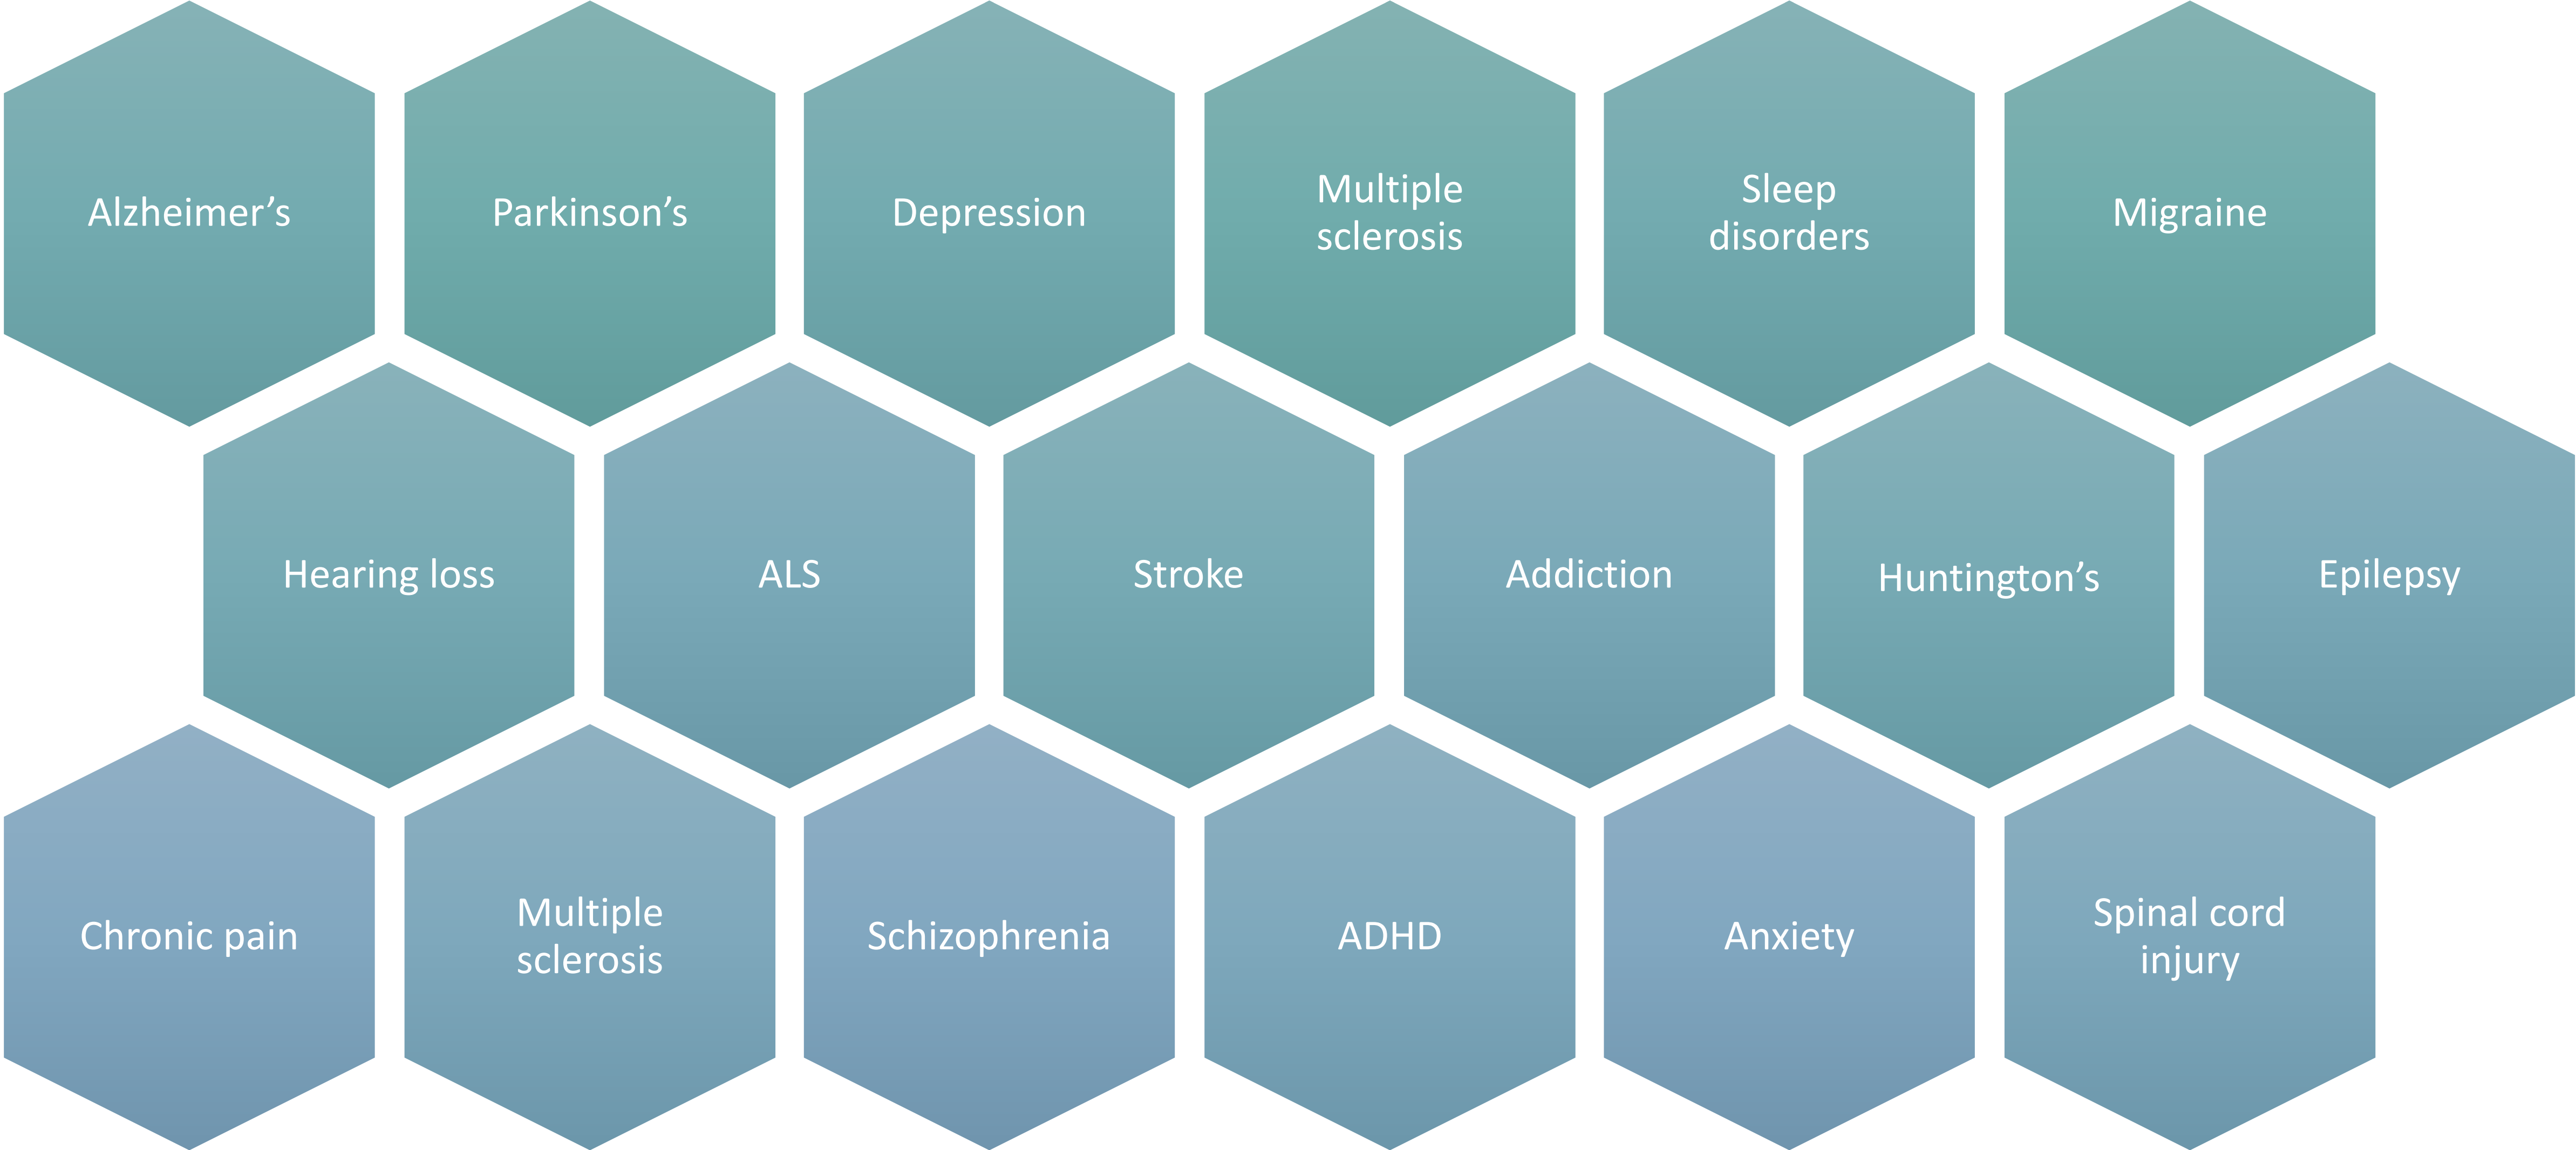 Alzheimer’s
Parkinson’s
Depression
Multiple
sclerosis
Sleep
disorders
Migraine
Hearing loss
ALS
Stroke
Addiction
Huntington’s
Epilepsy
Chronic pain
Multiple
sclerosis
Schizophrenia
ADHD
Anxiety
Spinal cord
injury